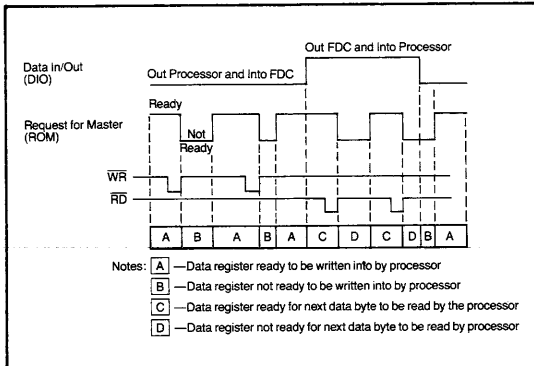 Out FDC and Into Processor
Data In/Out
(DIO)
Out Processor and Into FDC
Ready
Request for Master
(ROM)
Not
Ready
WR
RD
A B A B A C D C D B A
Notes: A —Data register ready to be written into by processor
B —Data register not ready to be written into by processor
C —Data register ready for next data byte to be read by the processor
D —Data register not ready for next data byte to be read by processor